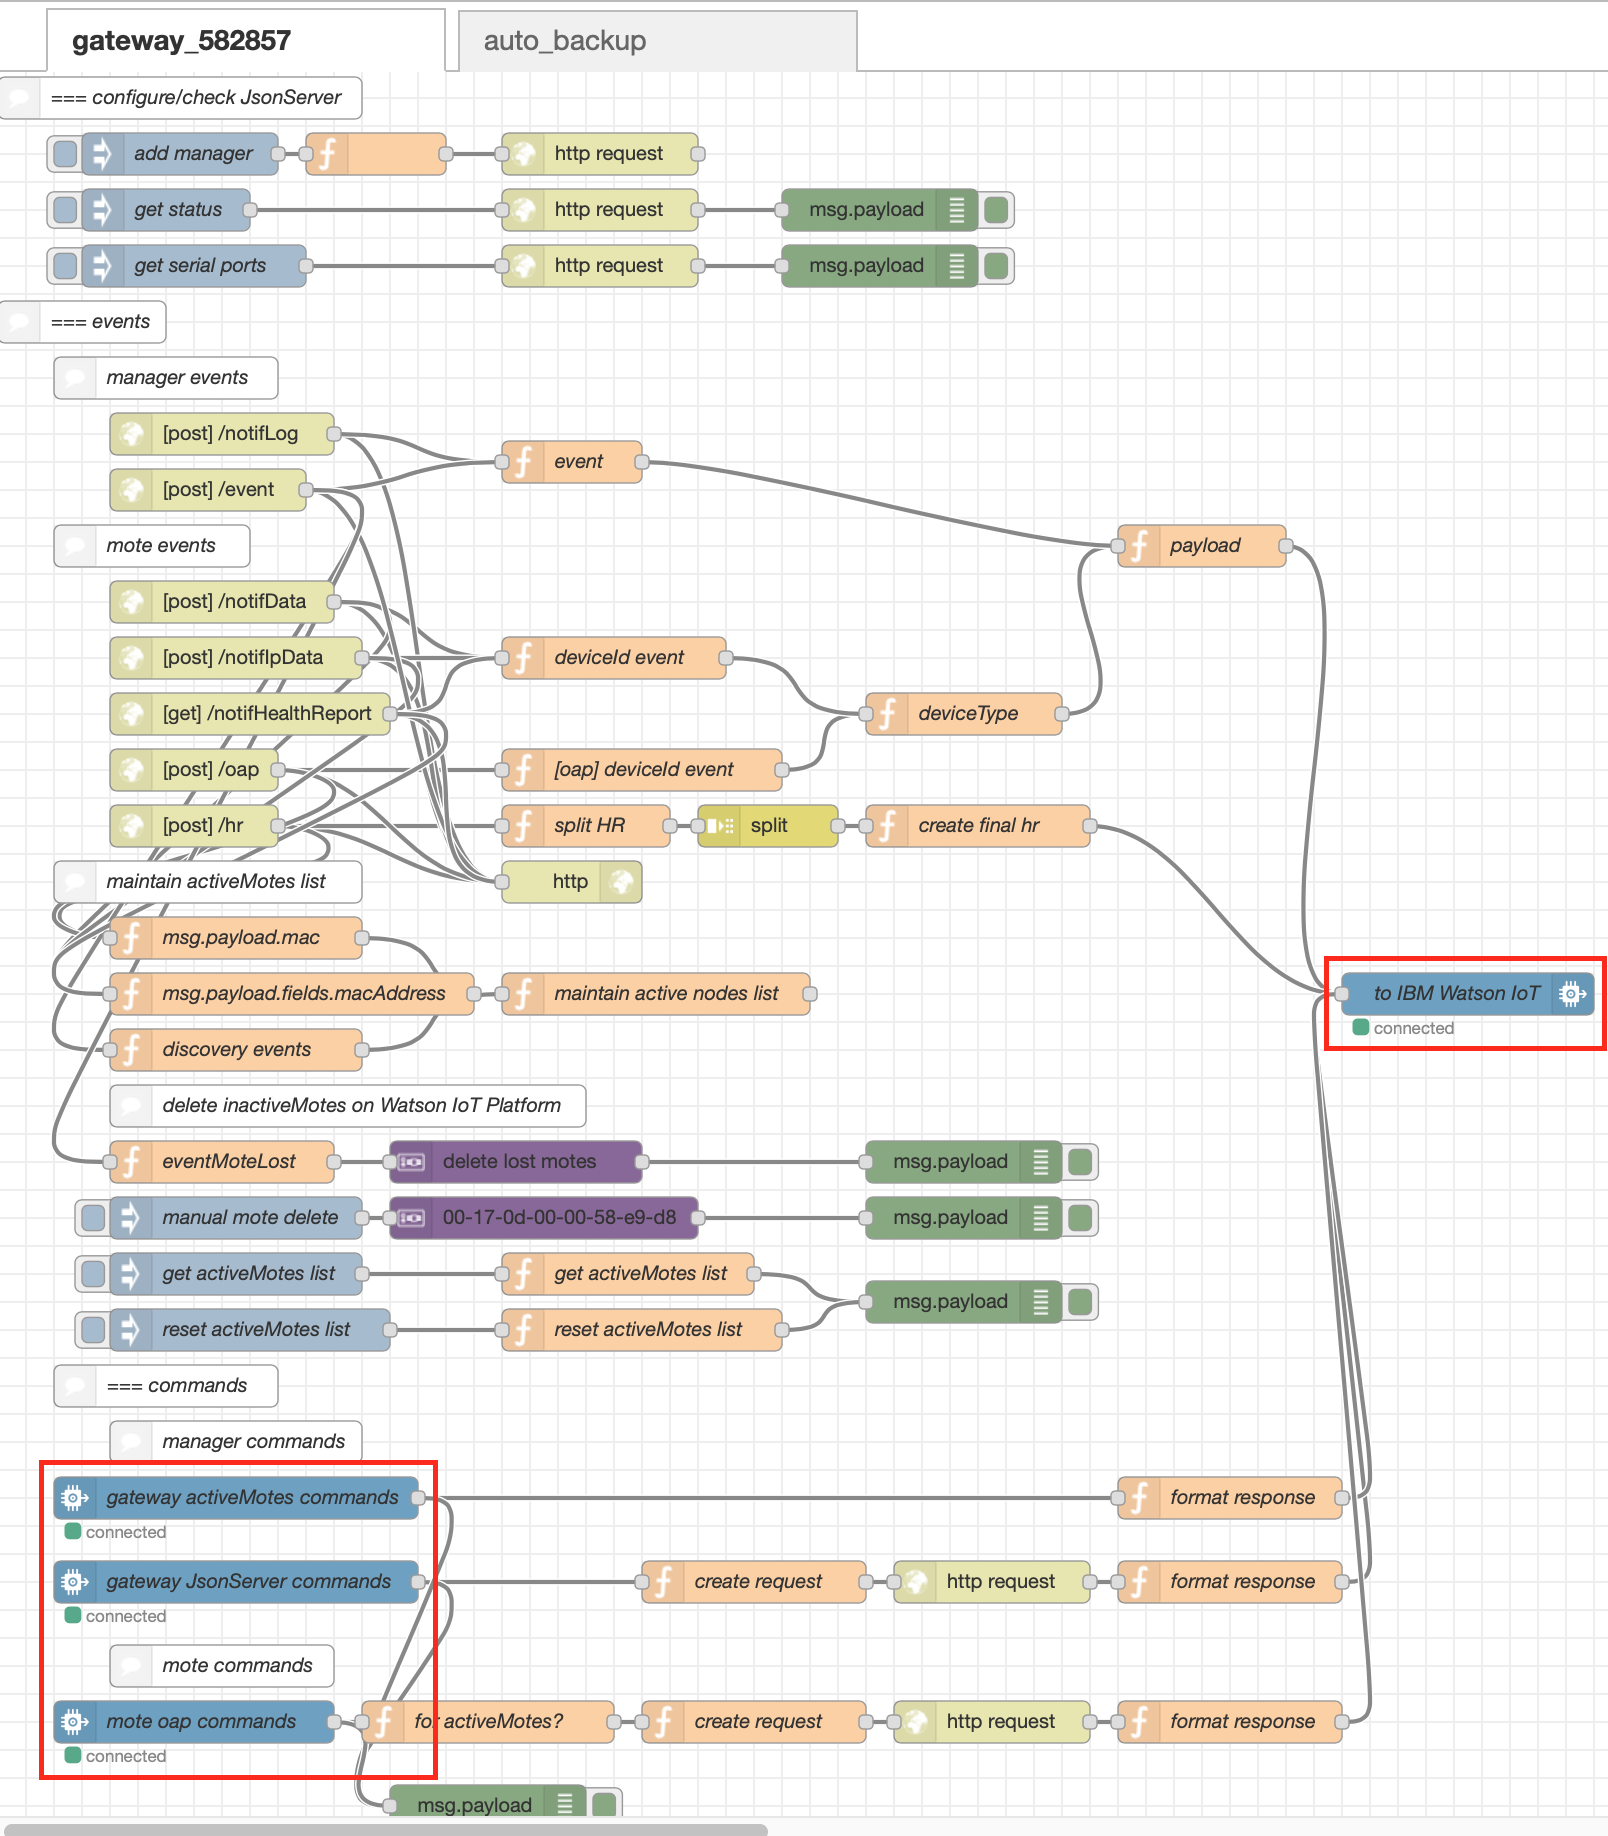 gateway_582857
auto_backup
=== configure/check JsonServer
add manager
http request
get status
http request
msg.payload
get serial ports
http request
msg.payload
=== events
manager events
[post] /notifLog
event
[post] /event
mote events
payload
[post] /notifData
[post] /notifIpData
deviceId event
[get] /notifHealthReport
deviceType
[post] /oap
[oap] deviceId event
[post] /hr
split HR
split
create final hr
maintain activeMotes list
http
msg.payload.mac
msg.payload.fields.macAddress
maintain active nodes list
to IBM Watson IoT
connected
discovery events
delete inactiveMotes on Watson IoT Platform
eventMoteLost
delete lost motes
msg.payload
manual mote delete
00-17-0d-00-00-58-e9-d8
msg.payload
get activeMotes list
get activeMotes list
msg.payload
reset activeMotes list
reset activeMotes list
=== commands
manager commands
gateway activeMotes commands
format response
connected
gateway JsonServer commands
create request
http request
format response
connected
mote commands
mote oap commands
for activeMotes?
create request
http request
format response
connected
msg.payload